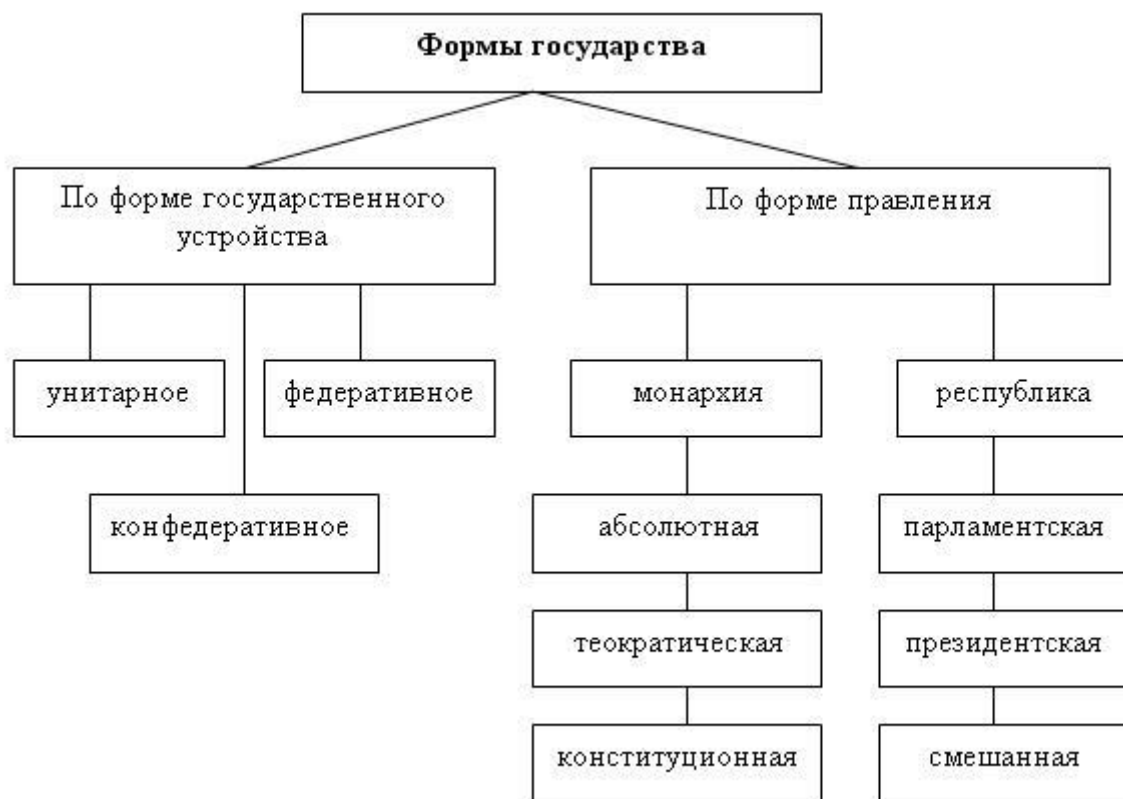 Формы государства
По форме государственного
устройства
По форме правления
унитарное
федеративное
монархия
республика
конфедеративное
абсолютная
парламентская
теократическая
президентская
конституционная
смешанная